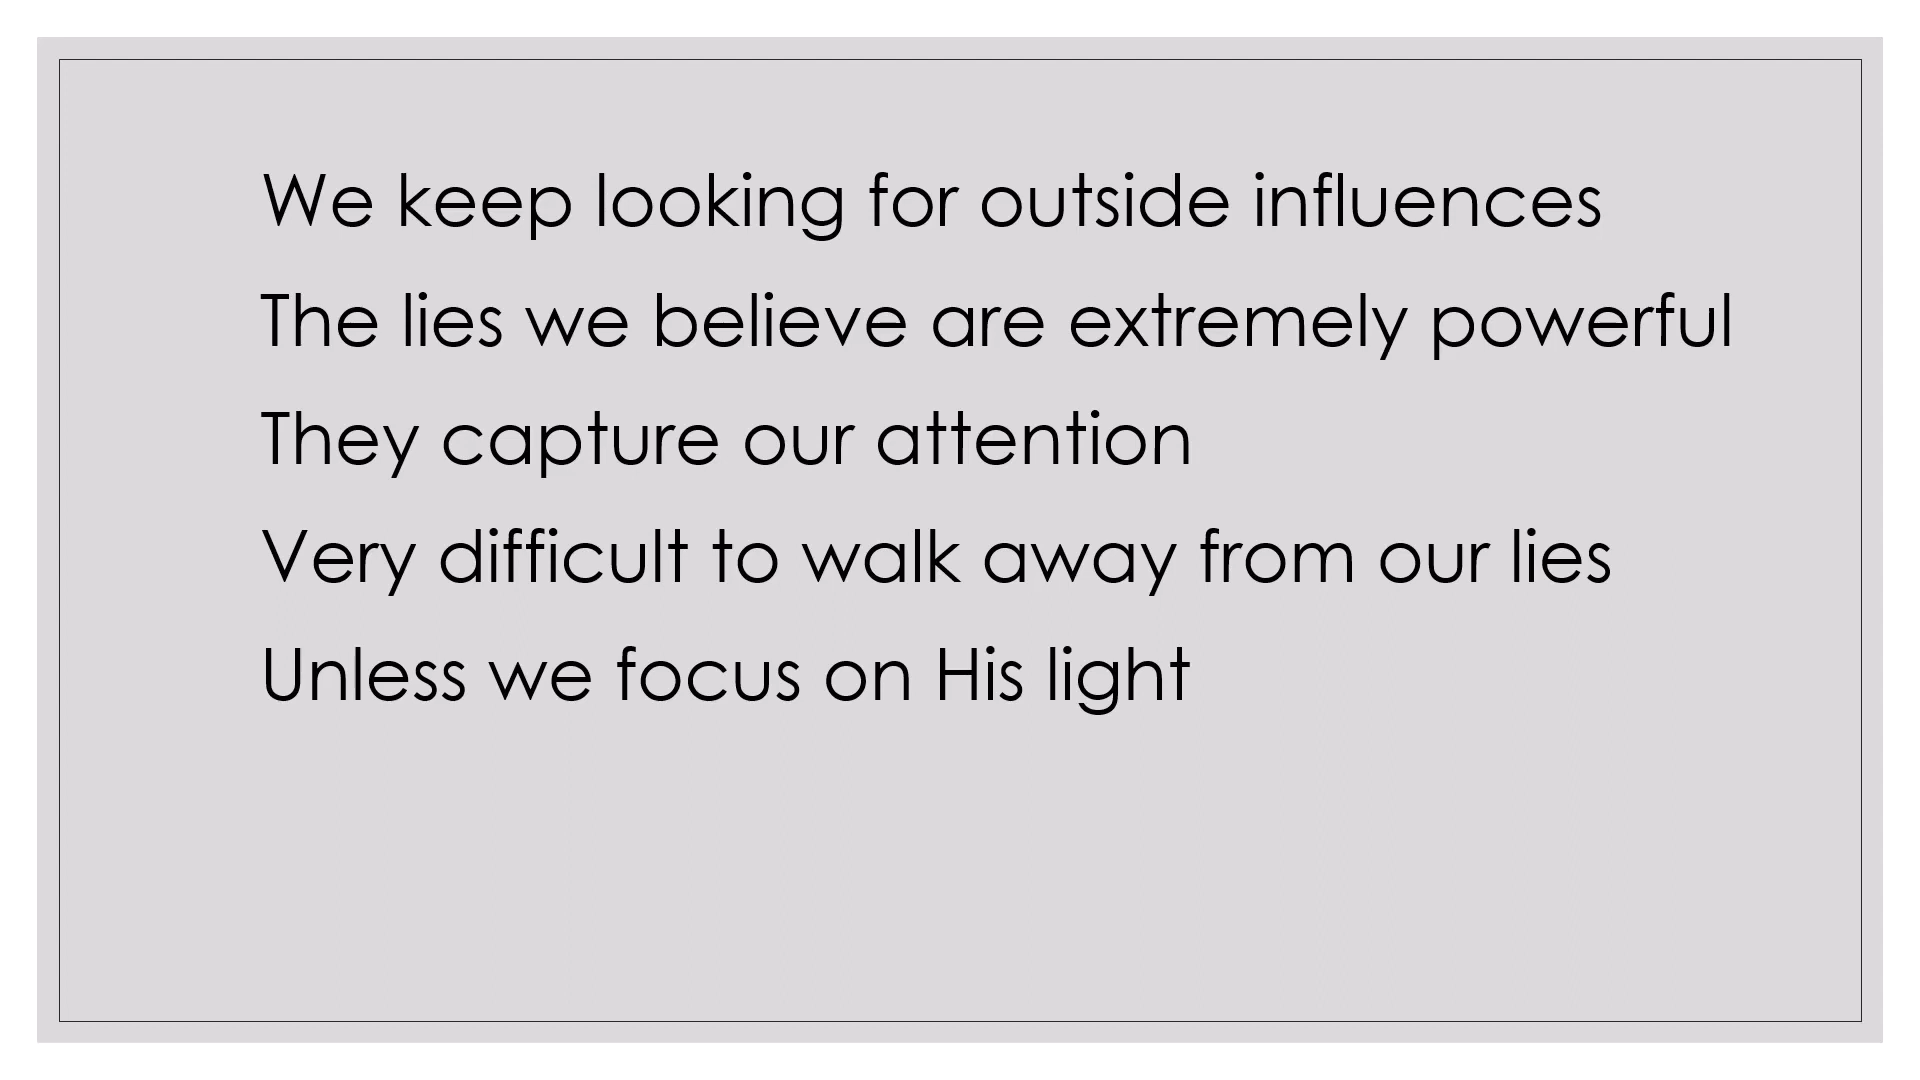 We keep looking for outside influences
The lies we believe are extremely powerful
They capture our attention
Very difficult to walk away from our lies
Unless we focus on His light